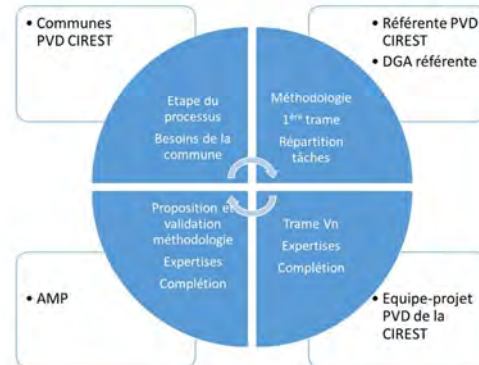 • Communes
PVD CIREST
• Référente PVD
CIREST
• DGA référente
Etape du
processus
Besoins de la
commune
Méthodologie
1ère trame
Répartition
tâches
Proposition et
validation
méthodologie
Expertises
Complétion
Trame Vn
Expertises
Complétion
• AMP
• Equipe-projet
PVD de la
CIREST